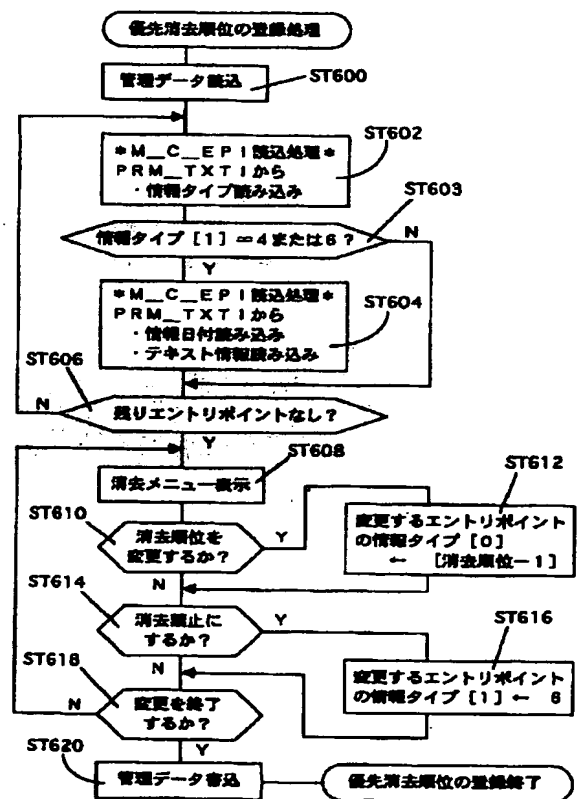 優先消去順位の登録処理
管理データ読込
ST600
ST602
*M__C__EPI読込処理*
PRM__TXTIから
・情報タイプ読み込み
ST603
情報タイプ[1]=4または6?
N
Y
*M__C__EPI読込処理*
PRM__TXTIから
・情報日付読み込み
・テキスト情報読み込み
ST604
ST606
残りエントリポイントなし?
N
Y
ST608
消去メニュー表示
ST610
消去順位を
変更するか?
Y
N
ST612
変更するエントリポイント
の情報タイプ[0]
← [消去順位-1]
ST614
消去禁止に
するか?
Y
N
ST616
変更するエントリポイント
の情報タイプ[1]← 6
ST618
変更を終了
するか?
N
Y
ST620
管理データ書込
優先消去順位の登録終了